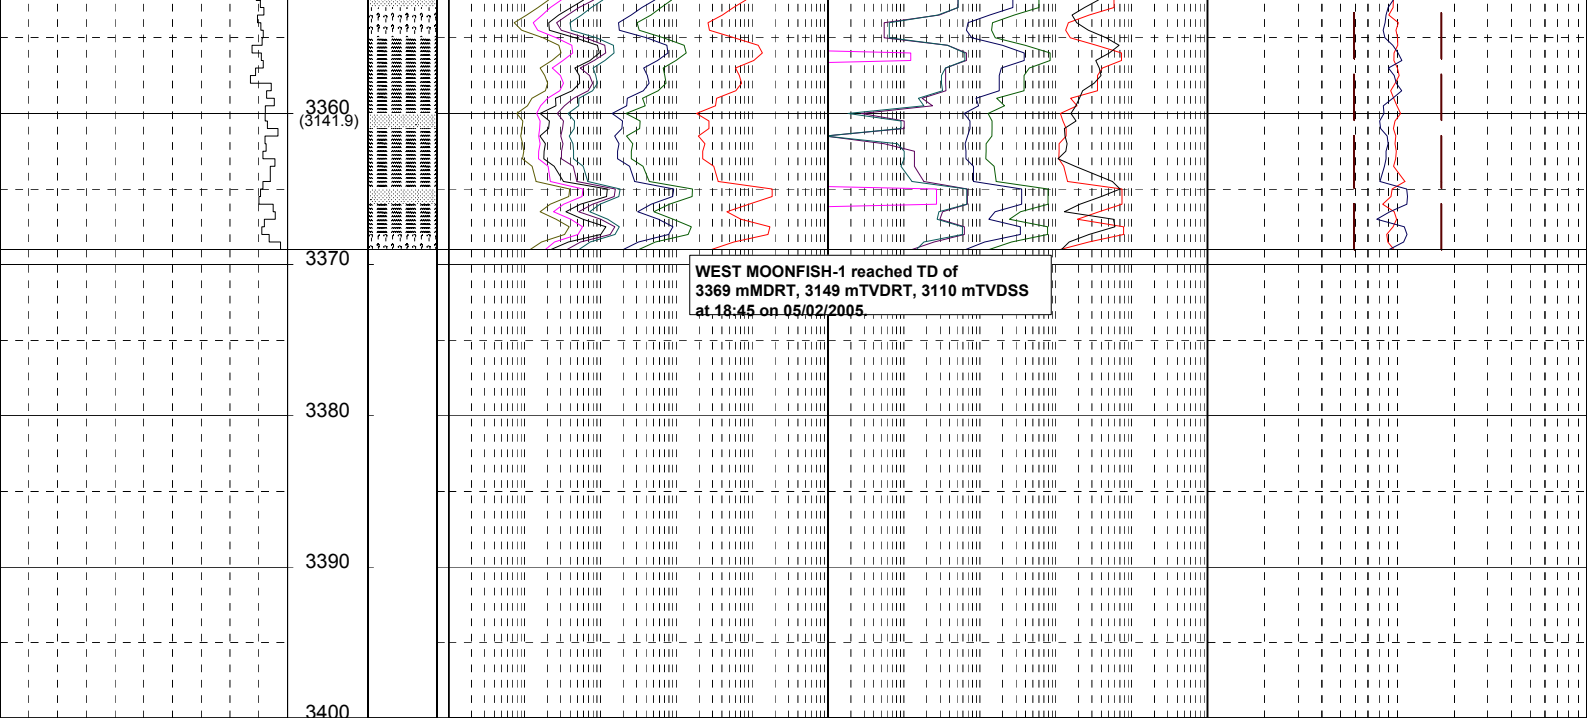 3360
(3141.9)
3370
WEST MOONFISH-1 reached TD of
3369 mMDRT, 3149 mTVDRT, 3110 mTVDSS
at 18:45 on 05/02/2005.
3380
3390
3400